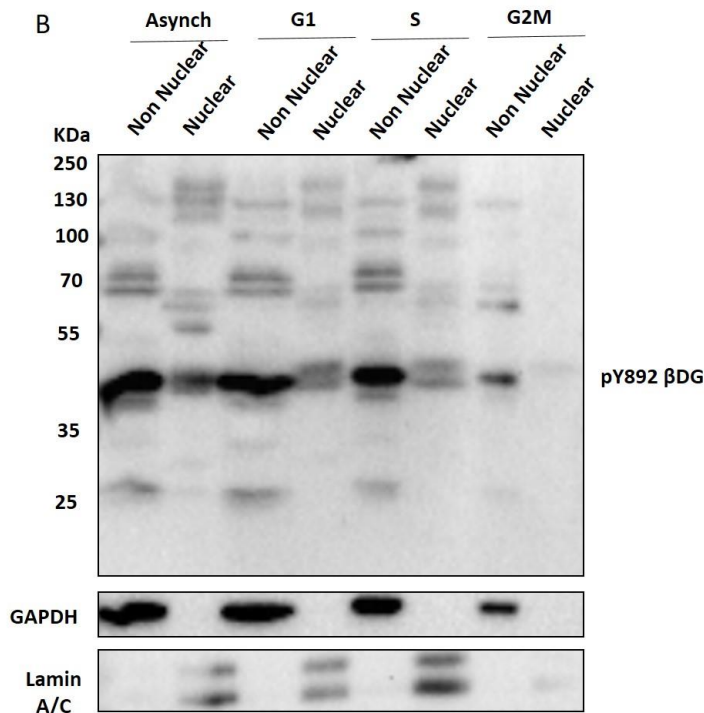 B
Asynch G1 S G2M
Non Nuclear Nuclear Non Nuclear Nuclear Non Nuclear Nuclear Non Nuclear Nuclear
KDa
250
130
100
70
55
pY892 βDG
35
25
GAPDH
Lamin
A/C